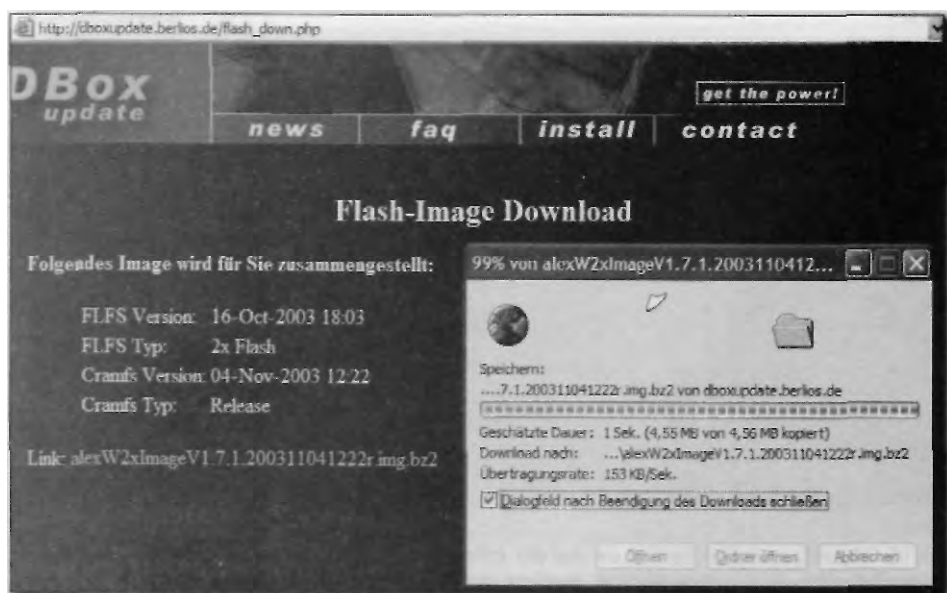 http://dboxupdate.berlios.de/flash_down.php
DBox
update
get the power!
news faq install contact
Flash-Image Download
Folgendes Image wird für Sie zusammengestellt:
FLFS Version: 16-Oct-2003 18:03
FLFS Typ: 2x Flash
Cramfs Version: 04-Nov-2003 12:22
Cramfs Typ: Release
Link: alexW2xImageV1.7.1.200311041222r.img.bz2
99% von alexW2xImageV1.7.1.2003110412...
Speichern:
....7.1.200311041222r.img.bz2 von dboxupdate.berlios.de
Geschätzte Dauer: 1 Sek. (4,55 MB von 4,56 MB kopiert)
Download nach: ...\alexW2xImageV1.7.1.200311041222r.img.bz2
Übertragungsrate: 153 KB/Sek.
Dialogfeld nach Beendigung des Downloads schließen
Öffnen Ordner öffnen Abbrechen